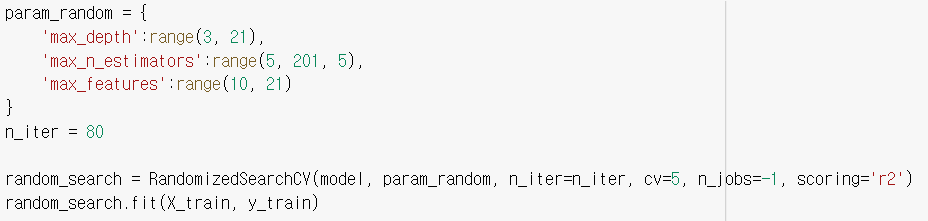 param_random = {
    'max_depth':range(3, 21),
    'max_n_estimators':range(5, 201, 5),
    'max_features':range(10, 21)
}
n_iter = 80

random_search = RandomizedSearchCV(model, param_random, n_iter=n_iter, cv=5, n_jobs=-1, scoring='r2')
random_search.fit(X_train, y_train)